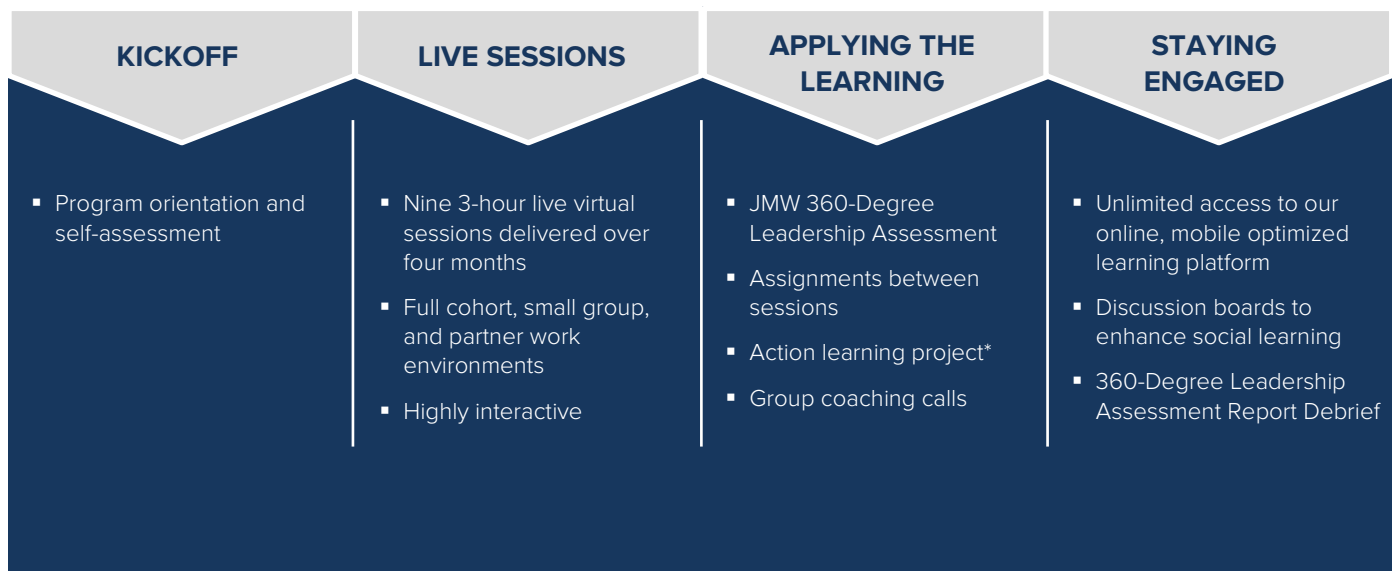 KICKOFF
Program orientation and
self-assessment
LIVE SESSIONS
Nine 3-hour live virtual
sessions delivered over
four months
Full cohort, small group,
and partner work
environments
Highly interactive
APPLYING THE
LEARNING
JMW 360-Degree
Leadership Assessment
Assignments between
sessions
Action learning project*
Group coaching calls
STAYING
ENGAGED
Unlimited access to our
online, mobile optimized
learning platform
Discussion boards to
enhance social learning
360-Degree Leadership
Assessment Report Debrief